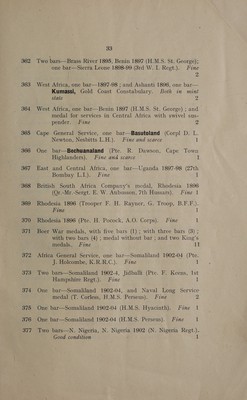 33
362 Two bars—Brass River 1895, Benin 1897 (H.M.S. St. George);
one bar—Sierra Leone 1898-99 (3rd W. I. Regt.). Fine
2
363 West Africa, one bar—1897-98 ; and Ashanti 1896, one bar—
Kumassi, Gold Coast Constabulary. Both in mint
state 2
364 West Africa, one bar—Benin 1897 (H.M.S. St. George) ; and
medal for services in Central Africa with swivel sus-
pender. Fine 2
365 Cape General Service, one bar—Basutoland (Corpl D. L.
Newton, Nesbitts L.H.). Fine and scarce 1
366 One bar—Bechuanaland (Pte. R. Dawson, Cape Town
Highlanders). Fine and scarce 1
367 East and Central Africa, one bar—Uganda 1897-98 (27th
Bombay L.I.). Fine 1
368 British South Africa Company's medal, Rhodesia 1896
(Sy.-Mr.-Sergt. E. W. Anthoness, 7th Hussars). Fine 1
369 Rhodesia 1896 (Trooper F. H. Rayner, G. Troop, B.F.F.).
Fine 1
370 Rhodesia 1896 (Pte. H. Pocock, A.O. Corps). Fine 1
371 Boer War medals, with five bars (1) ; with three bars (3) ;
with two bars (4) ; medal without bar ; and two King's
medals. Fine 11
372 Africa General Service, one bar—Somaliland 1902-04 (Pte.
J. Holcombe, K.R.R.C.). Fine 1
373 Two bars—Somaliland 1902-4, Jidballi (Pte. F. Keane, 1st
Hampshire Regt.). Fine 1
374 One bar—Somaliland 1902-04, and Naval Long Service
medal (T. Corless, H.M.S. Perseus). Fine 2
375 One bar—Somaliland 1902-04 (H.M.S. Hyacinth). Fine 1
376 One bar—Somaliland 1902-04 (H.M.S. Perseus). Fine 1
377 Two bars—N. Nigeria, N. Nigeria 1902 (N. Nigeria Regt.).
Good condition 1